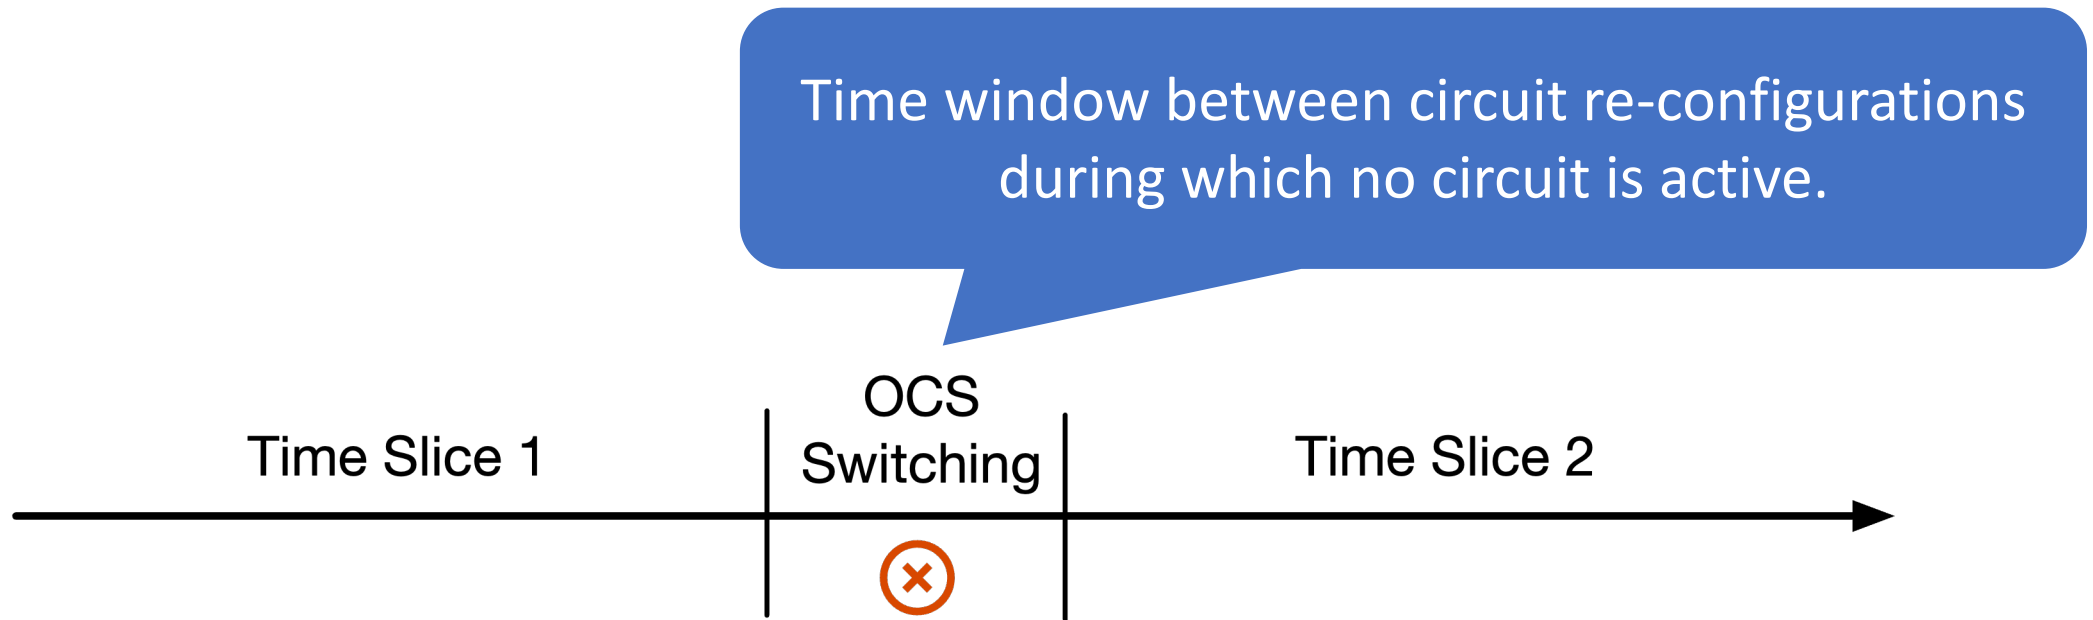 Time window between circuit re-configurations
during which no circuit is active.
OCS
Switching
Time Slice 1
Time Slice 2